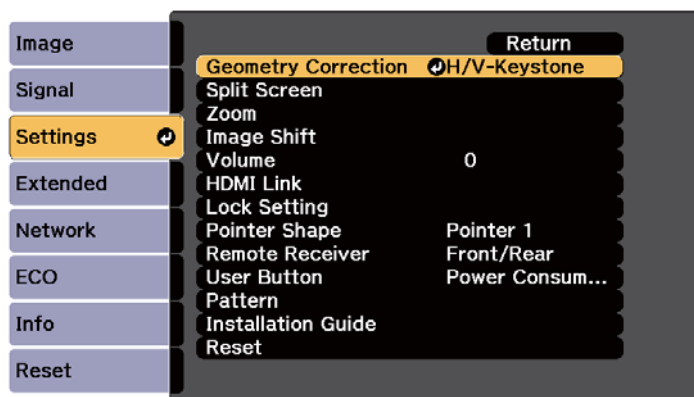 Image
Signal
Settings
Extended
Network
ECO
Info
Reset
Return
Geometry Correction H/V-Keystone
Split Screen
Zoom
Image Shift
Volume 0
HDMI Link
Lock Setting
Pointer Shape Pointer 1
Remote Receiver Front/Rear
User Button Power Consum...
Pattern
Installation Guide
Reset